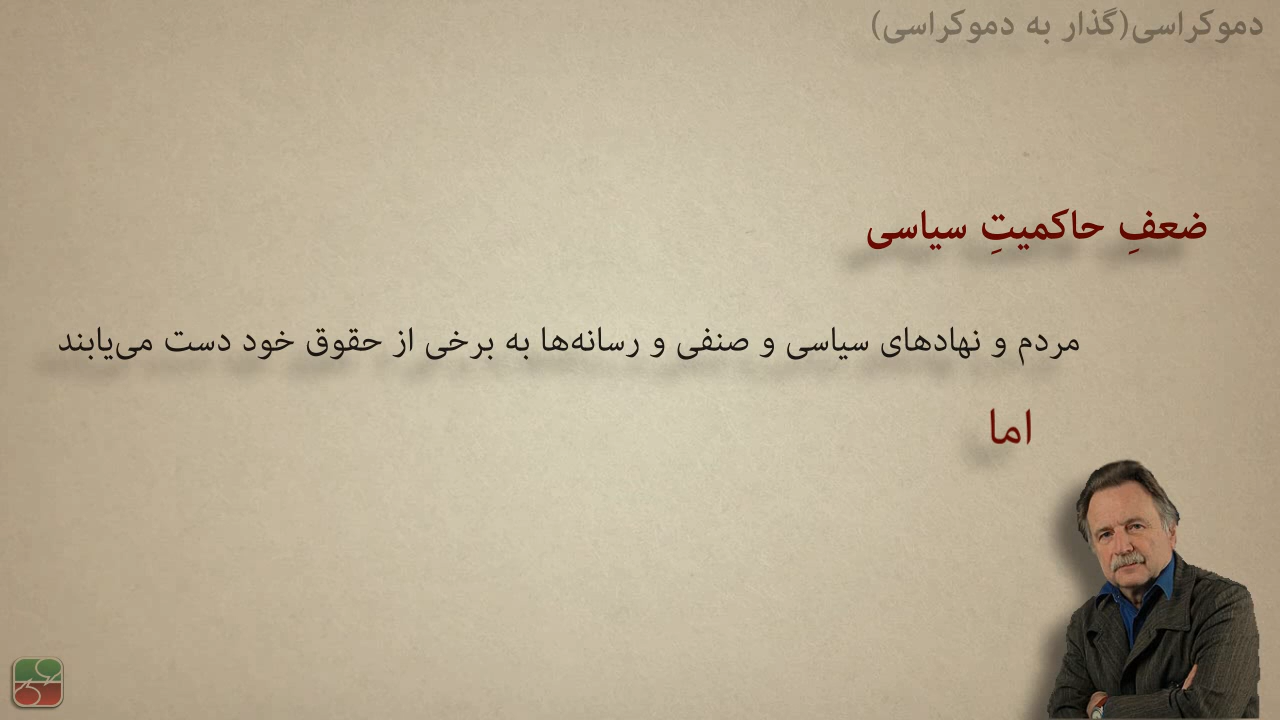 دموکراسی(گذار به دموکراسی)
ضعفِ حاکمیتِ سیاسی
مردم و نهادهای سیاسی و صنفی و رسانه‌ها به برخی از حقوق خود دست می‌یابند
اما